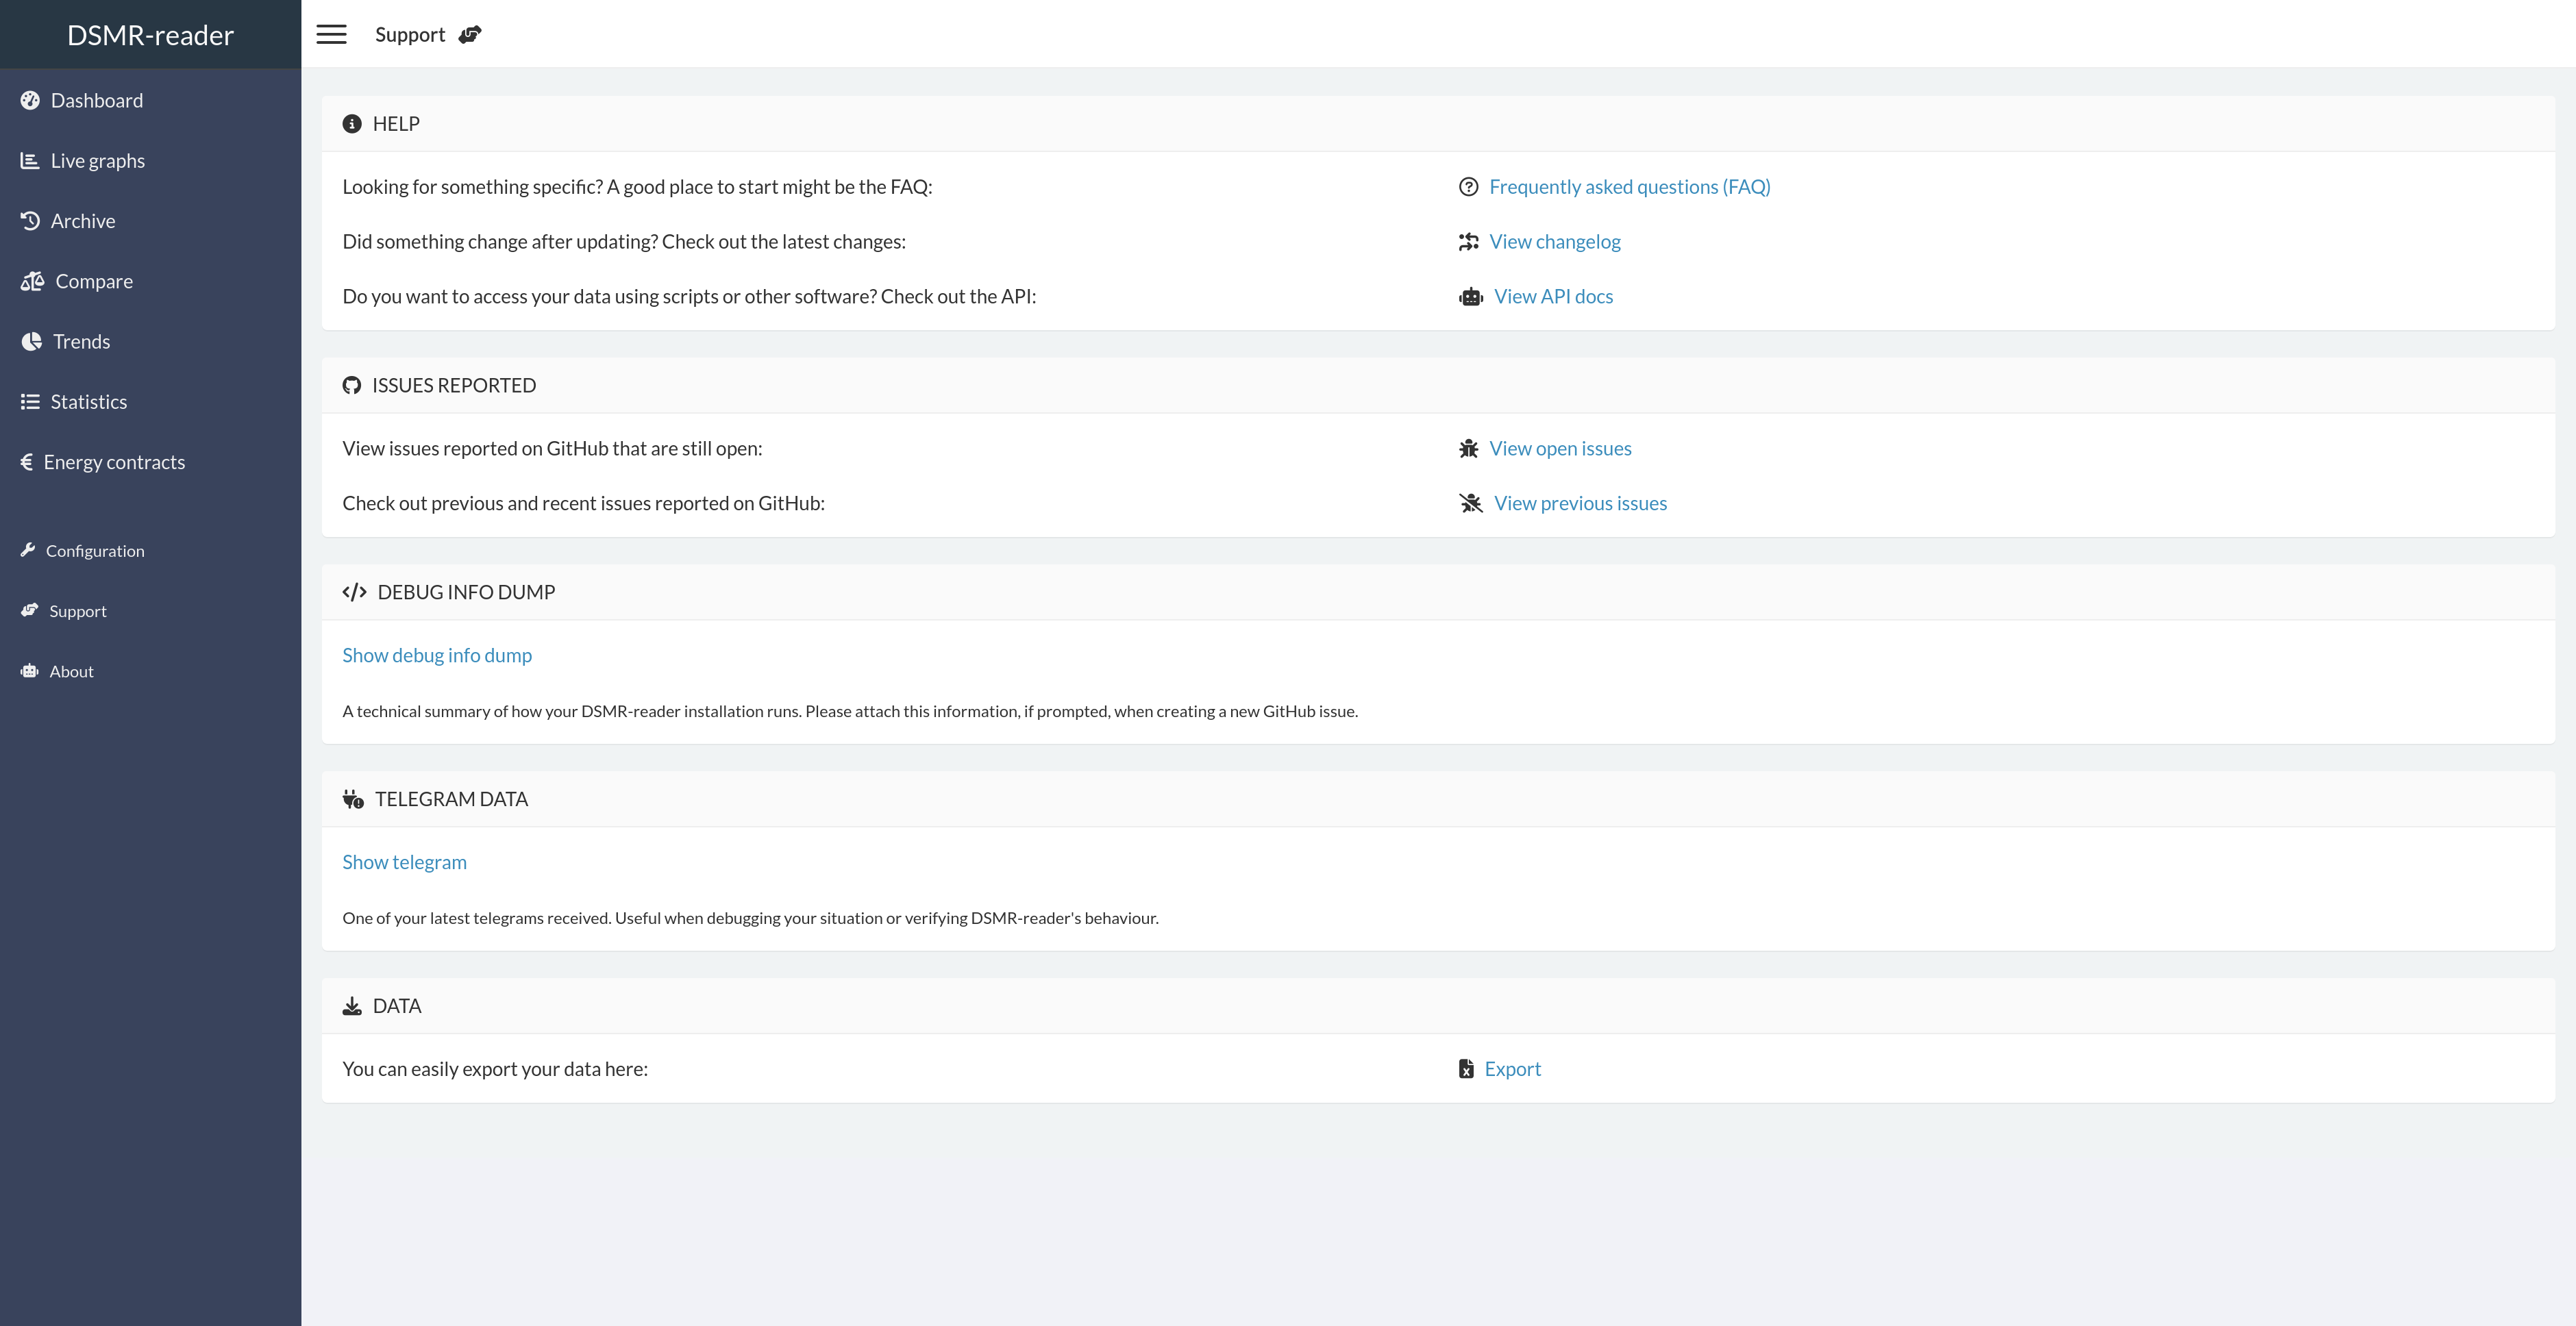 DSMR-reader
Support
Dashboard
Live graphs
Archive
Compare
Trends
Statistics
Energy contracts
Configuration
Support
About
HELP
Looking for something specific? A good place to start might be the FAQ:
Frequently asked questions (FAQ)
Did something change after updating? Check out the latest changes:
View changelog
Do you want to access your data using scripts or other software? Check out the API:
View API docs
ISSUES REPORTED
View issues reported on GitHub that are still open:
View open issues
Check out previous and recent issues reported on GitHub:
View previous issues
DEBUG INFO DUMP
Show debug info dump
A technical summary of how your DSMR-reader installation runs. Please attach this information, if prompted, when creating a new GitHub issue.
TELEGRAM DATA
Show telegram
One of your latest telegrams received. Useful when debugging your situation or verifying DSMR-reader's behaviour.
DATA
You can easily export your data here:
Export